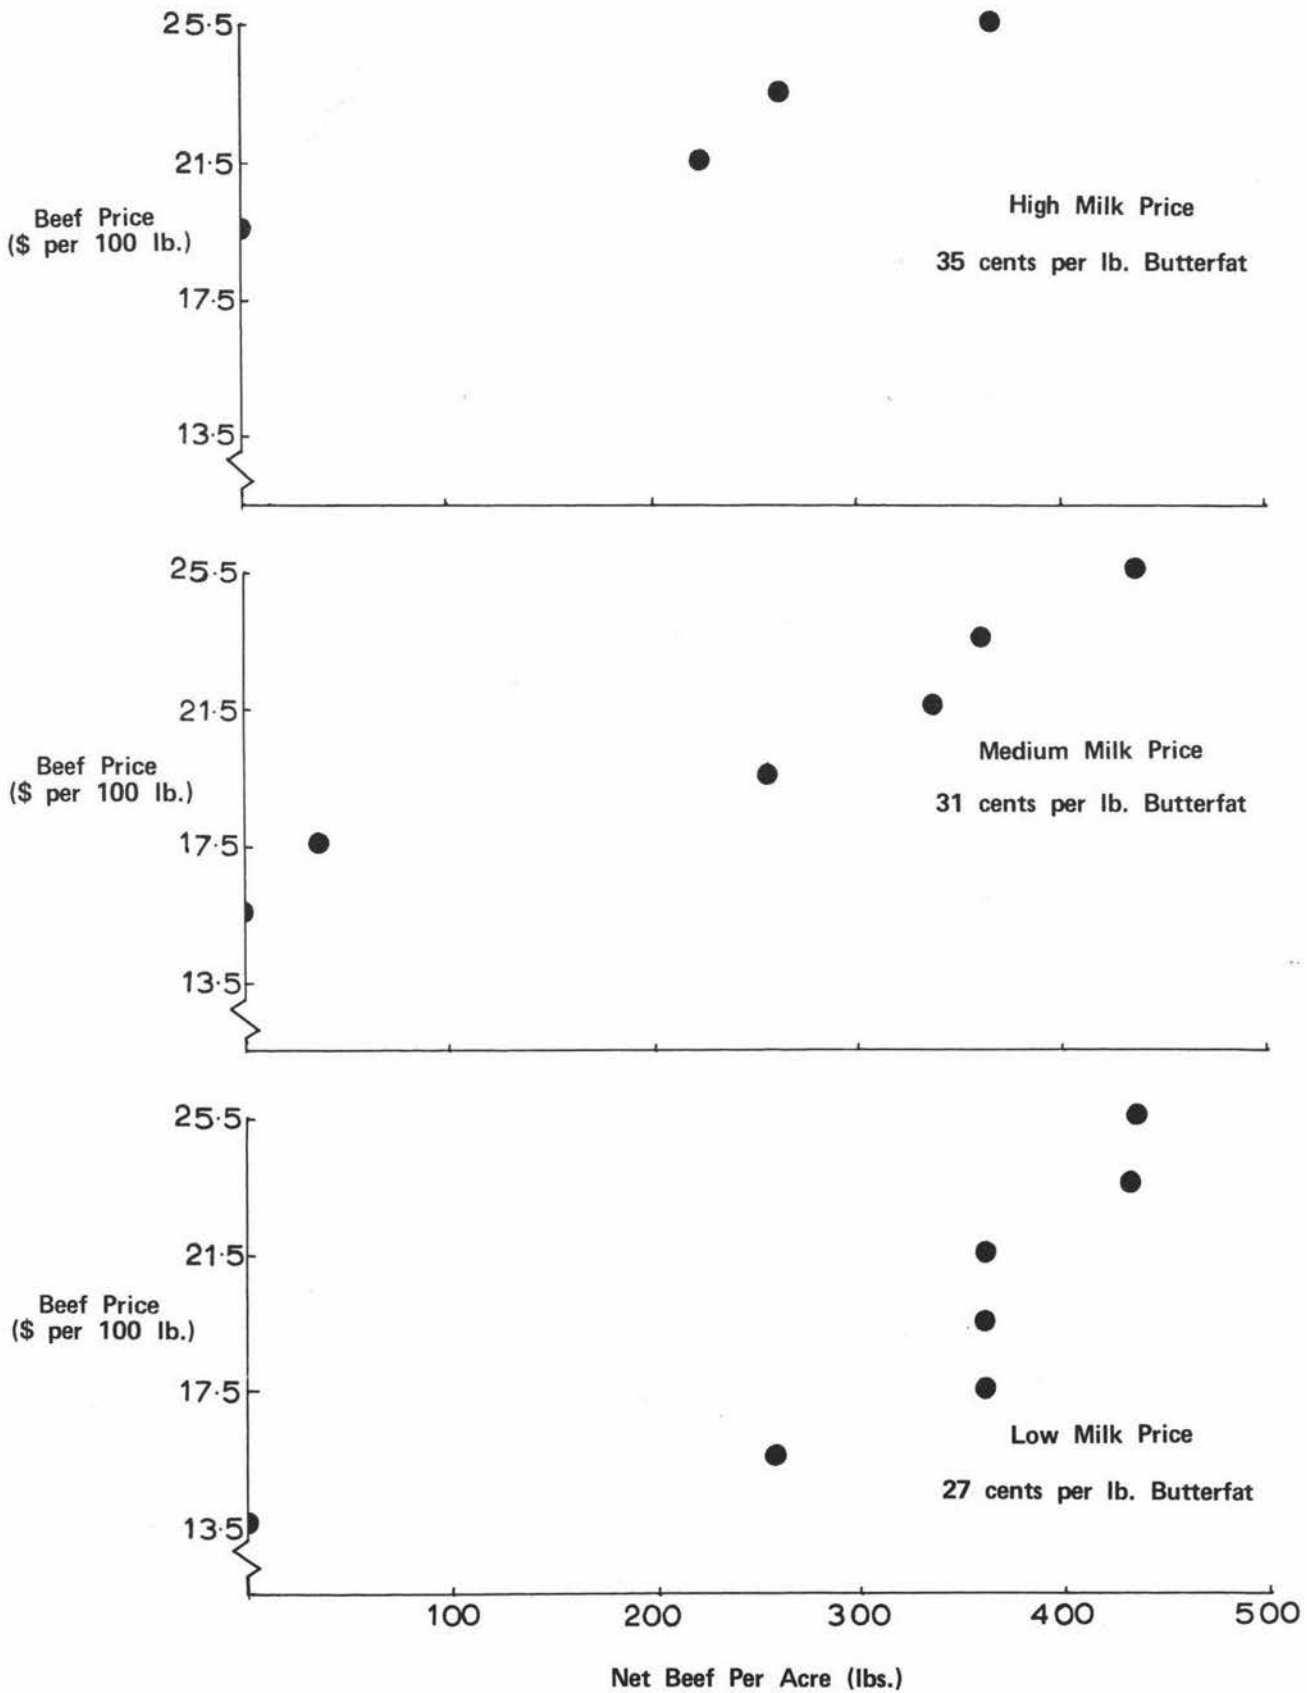 25·5
21·5
Beef Price
($ per 100 lb.)
17·5
13·5
High Milk Price
35 cents per lb. Butterfat
25·5
21·5
Beef Price
($ per 100 lb.)
17·5
13·5
Medium Milk Price
31 cents per lb. Butterfat
25·5
21·5
Beef Price
($ per 100 lb.)
17·5
13·5
Low Milk Price
27 cents per lb. Butterfat
100 200 300 400 500
Net Beef Per Acre (lbs.)